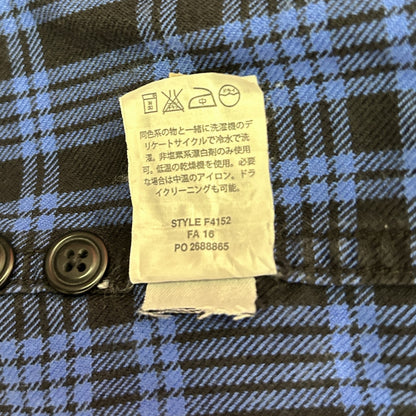 同色系の物と一緒に洗濯機のデ
リケートサイクルで冷水で洗
濯。非塩素系漂白剤のみ使用
可。低温の乾燥機を使用。必要
な場合は中温のアイロン。ドラ
イクリーニングも可能。
STYLE F4152
FA 16
PO 2688865